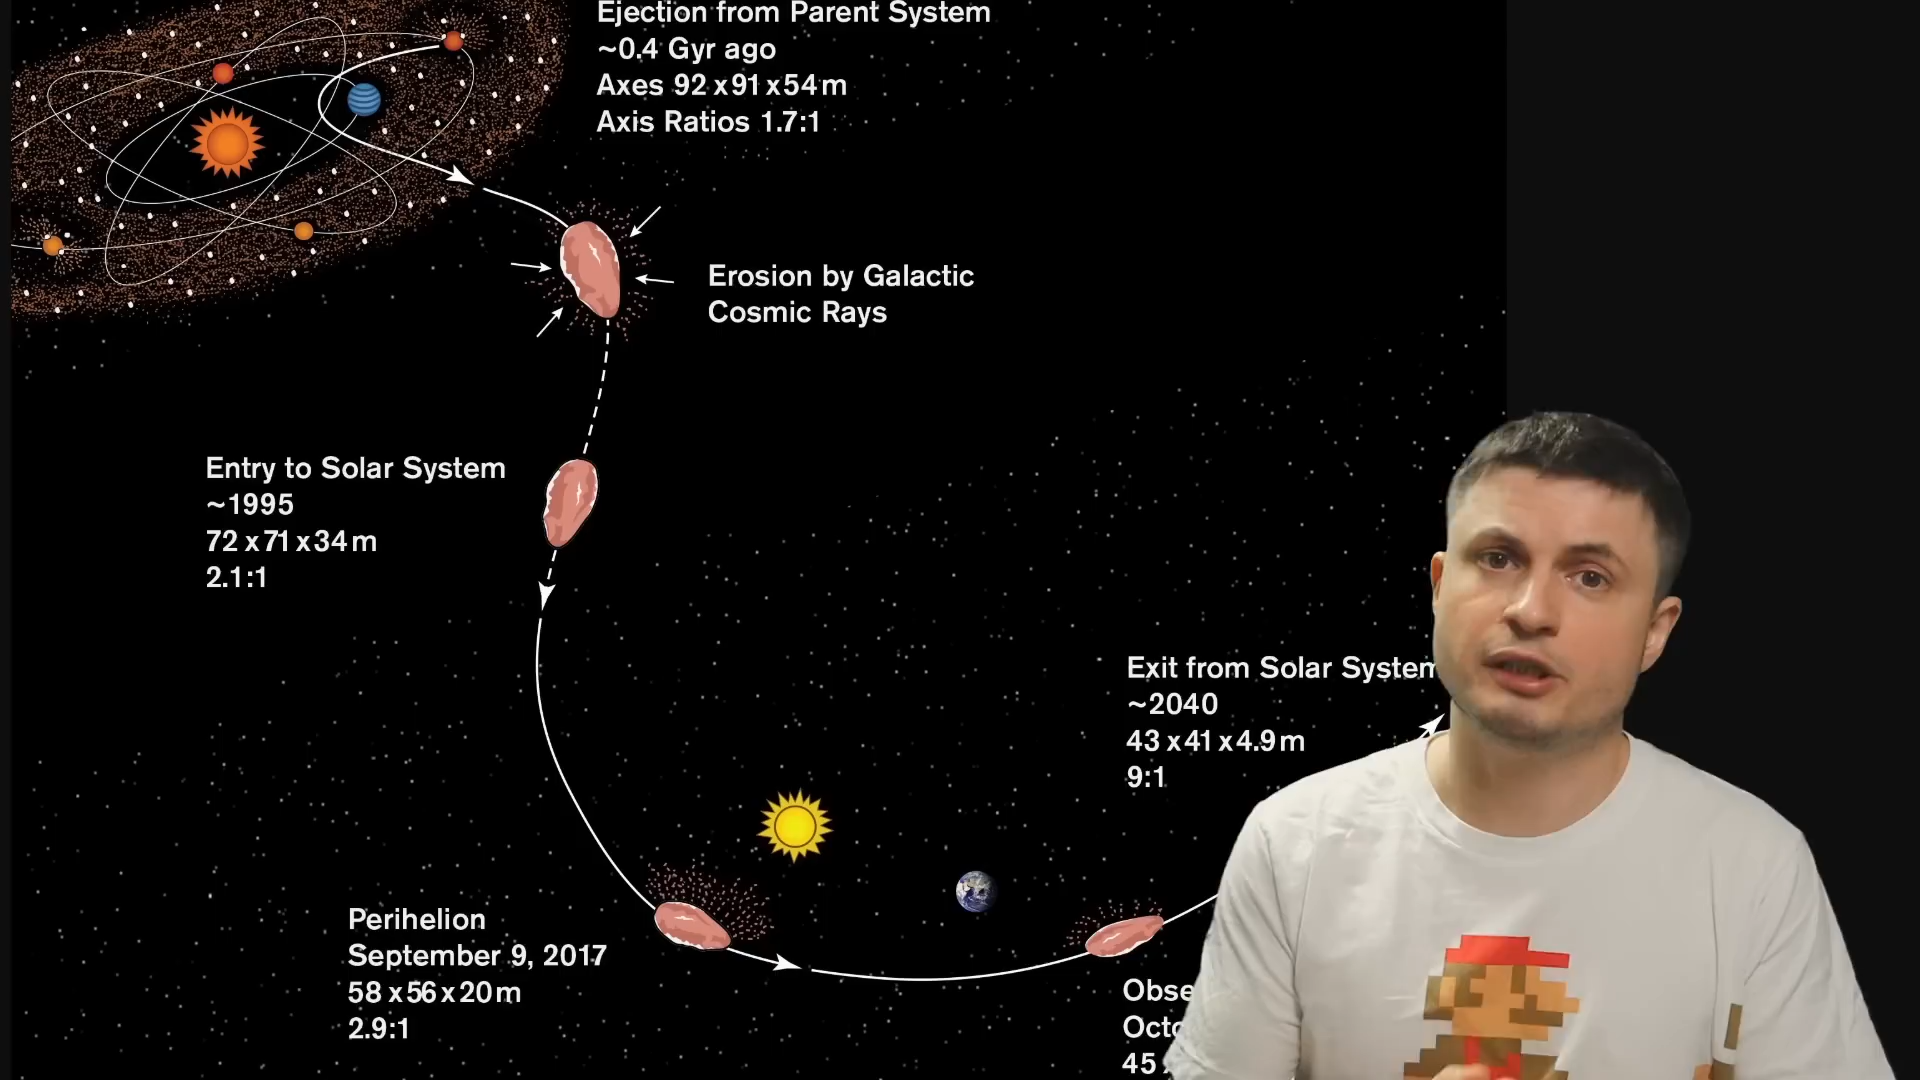 Ejection from Parent System
~0.4 Gyr ago
Axes 92 x 91 x 54 m
Axis Ratios 1.7:1
Erosion by Galactic
Cosmic Rays
Entry to Solar System
~1995
72 x 71 x 34 m
2.1:1
Exit from Solar System
~2040
43 x 41 x 4.9 m
9:1
Perihelion
September 9, 2017
58 x 56 x 20 m
2.9:1
45